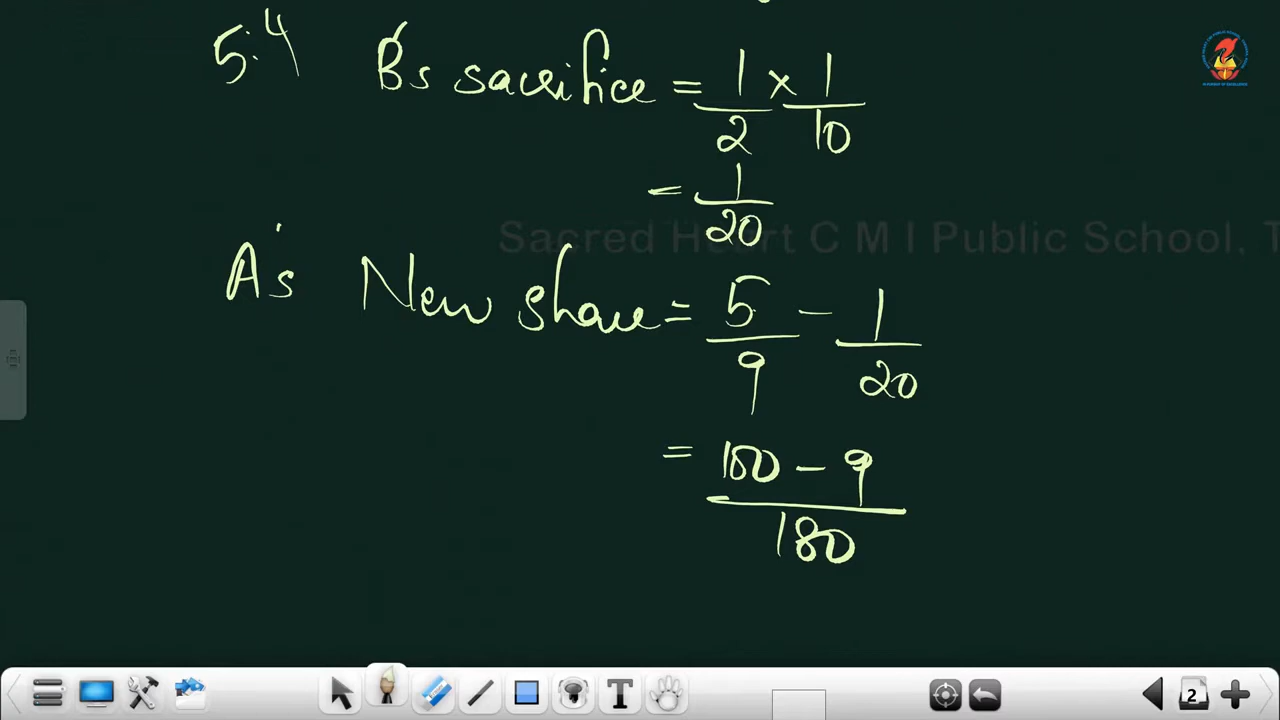 5:4 B's sacrifice = 1/2 × 1/10
= 1/20
Sacred Heart C M I Public School, T
A's New share = 5/9 − 1/20
= 100 − 9 / 180
2